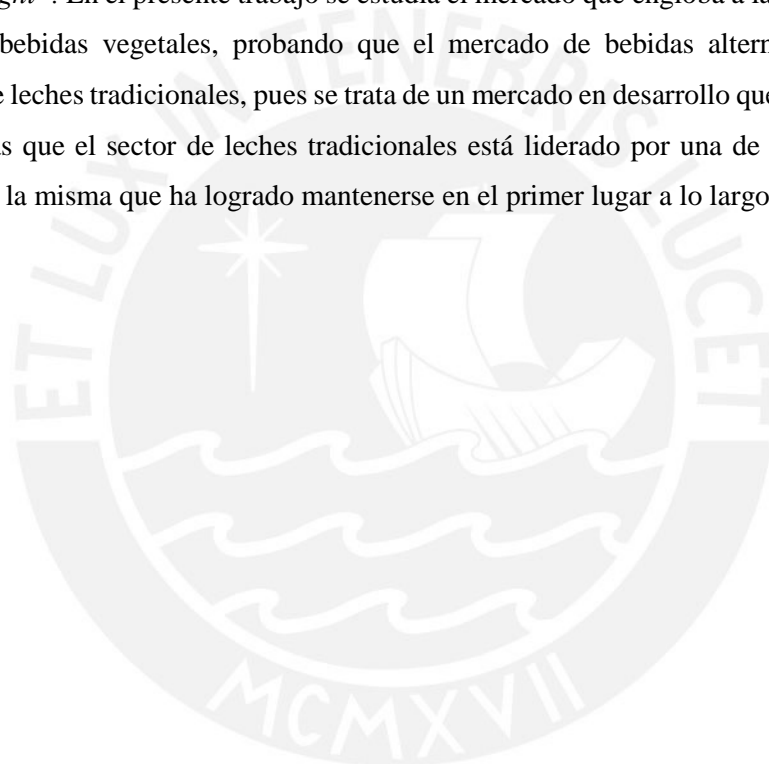 ". En el presente trabajo se estudia el mercado que engloba a
bebidas vegetales, probando que el mercado de bebidas
leches tradicionales, pues se trata de un mercado en desarrollo
que el sector de leches tradicionales está liderado por una de
la misma que ha logrado mantenerse en el primer lugar a lo largo
ET LUX IN TENEBRIS LUCET
MCMXVII